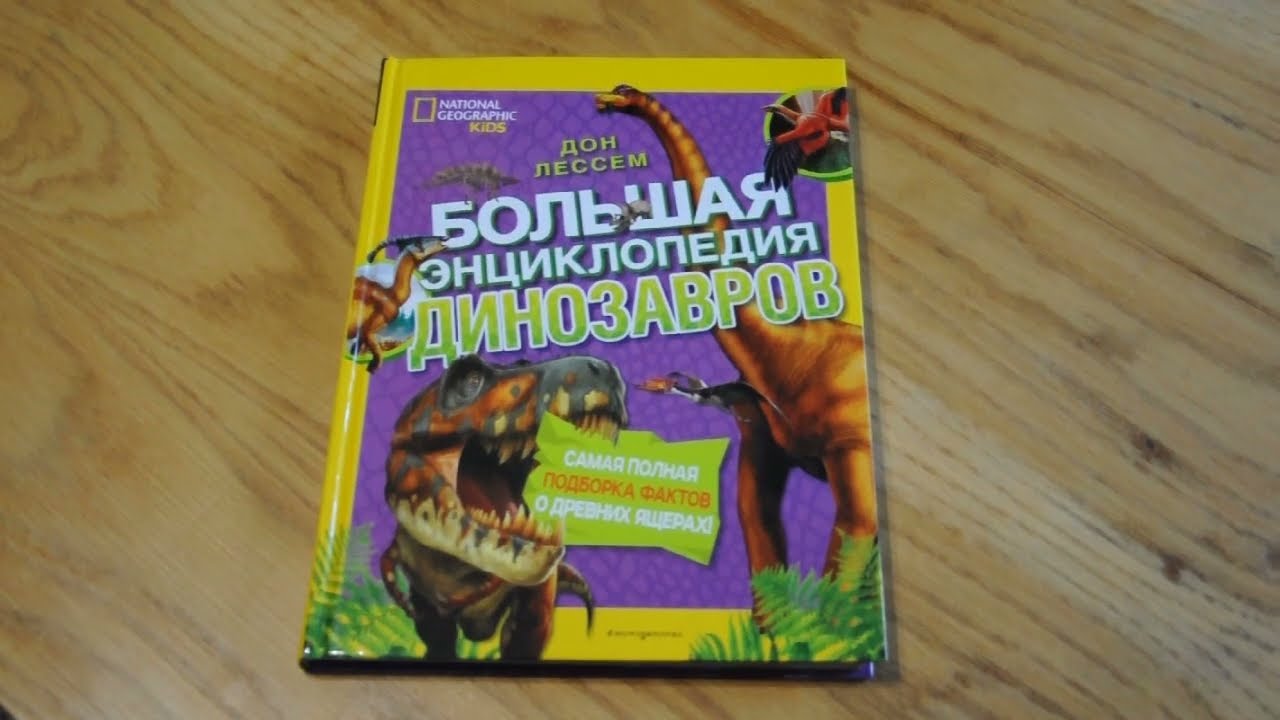 NATIONAL
GEOGRAPHIC
KiDS
ДОН
ЛЕССЕМ
БОЛЬШАЯ
ЭНЦИКЛОПЕДИЯ
ДИНОЗАВРОВ
САМАЯ ПОЛНАЯ
ПОДБОРКА ФАКТОВ
О ДРЕВНИХ ЯЩЕРАХ!